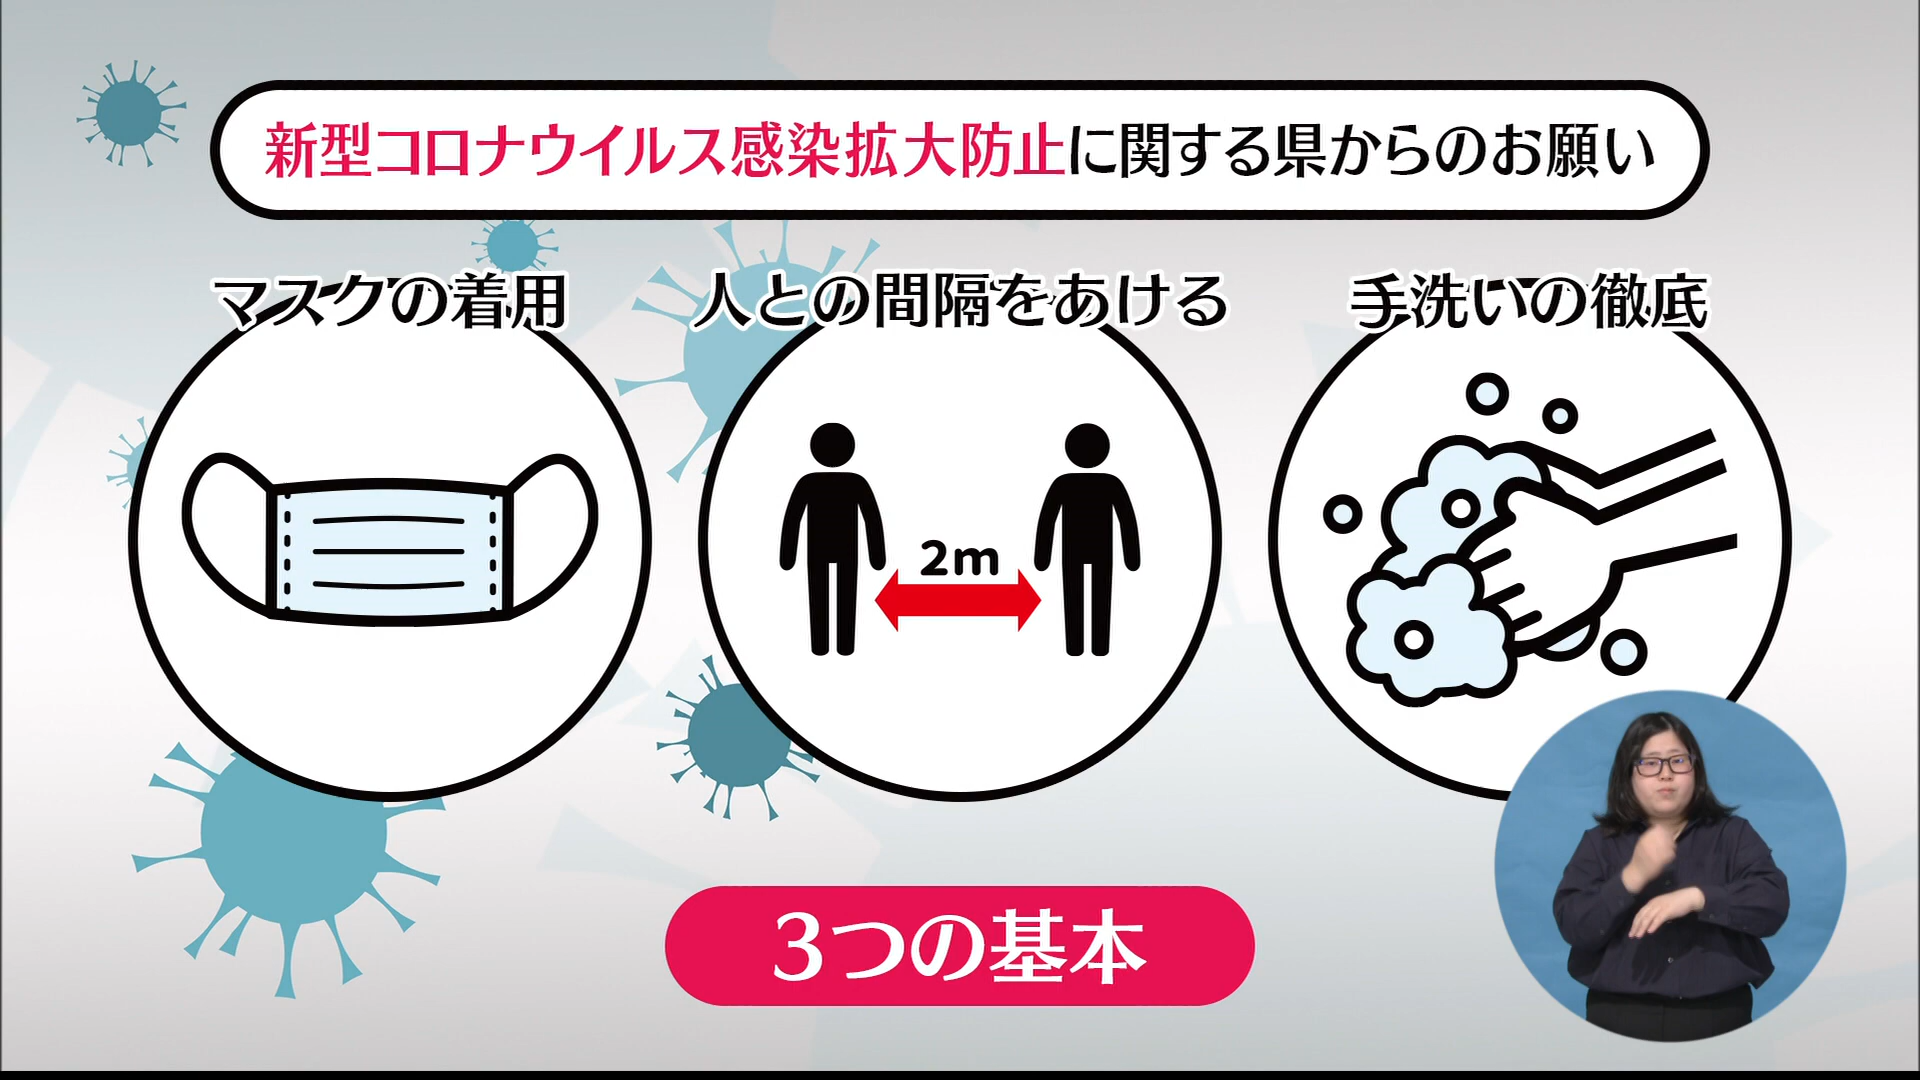 新型コロナウイルス感染拡大防止に関する県からのお願い
マスクの着用
人との間隔をあける
手洗いの徹底
2m
3つの基本